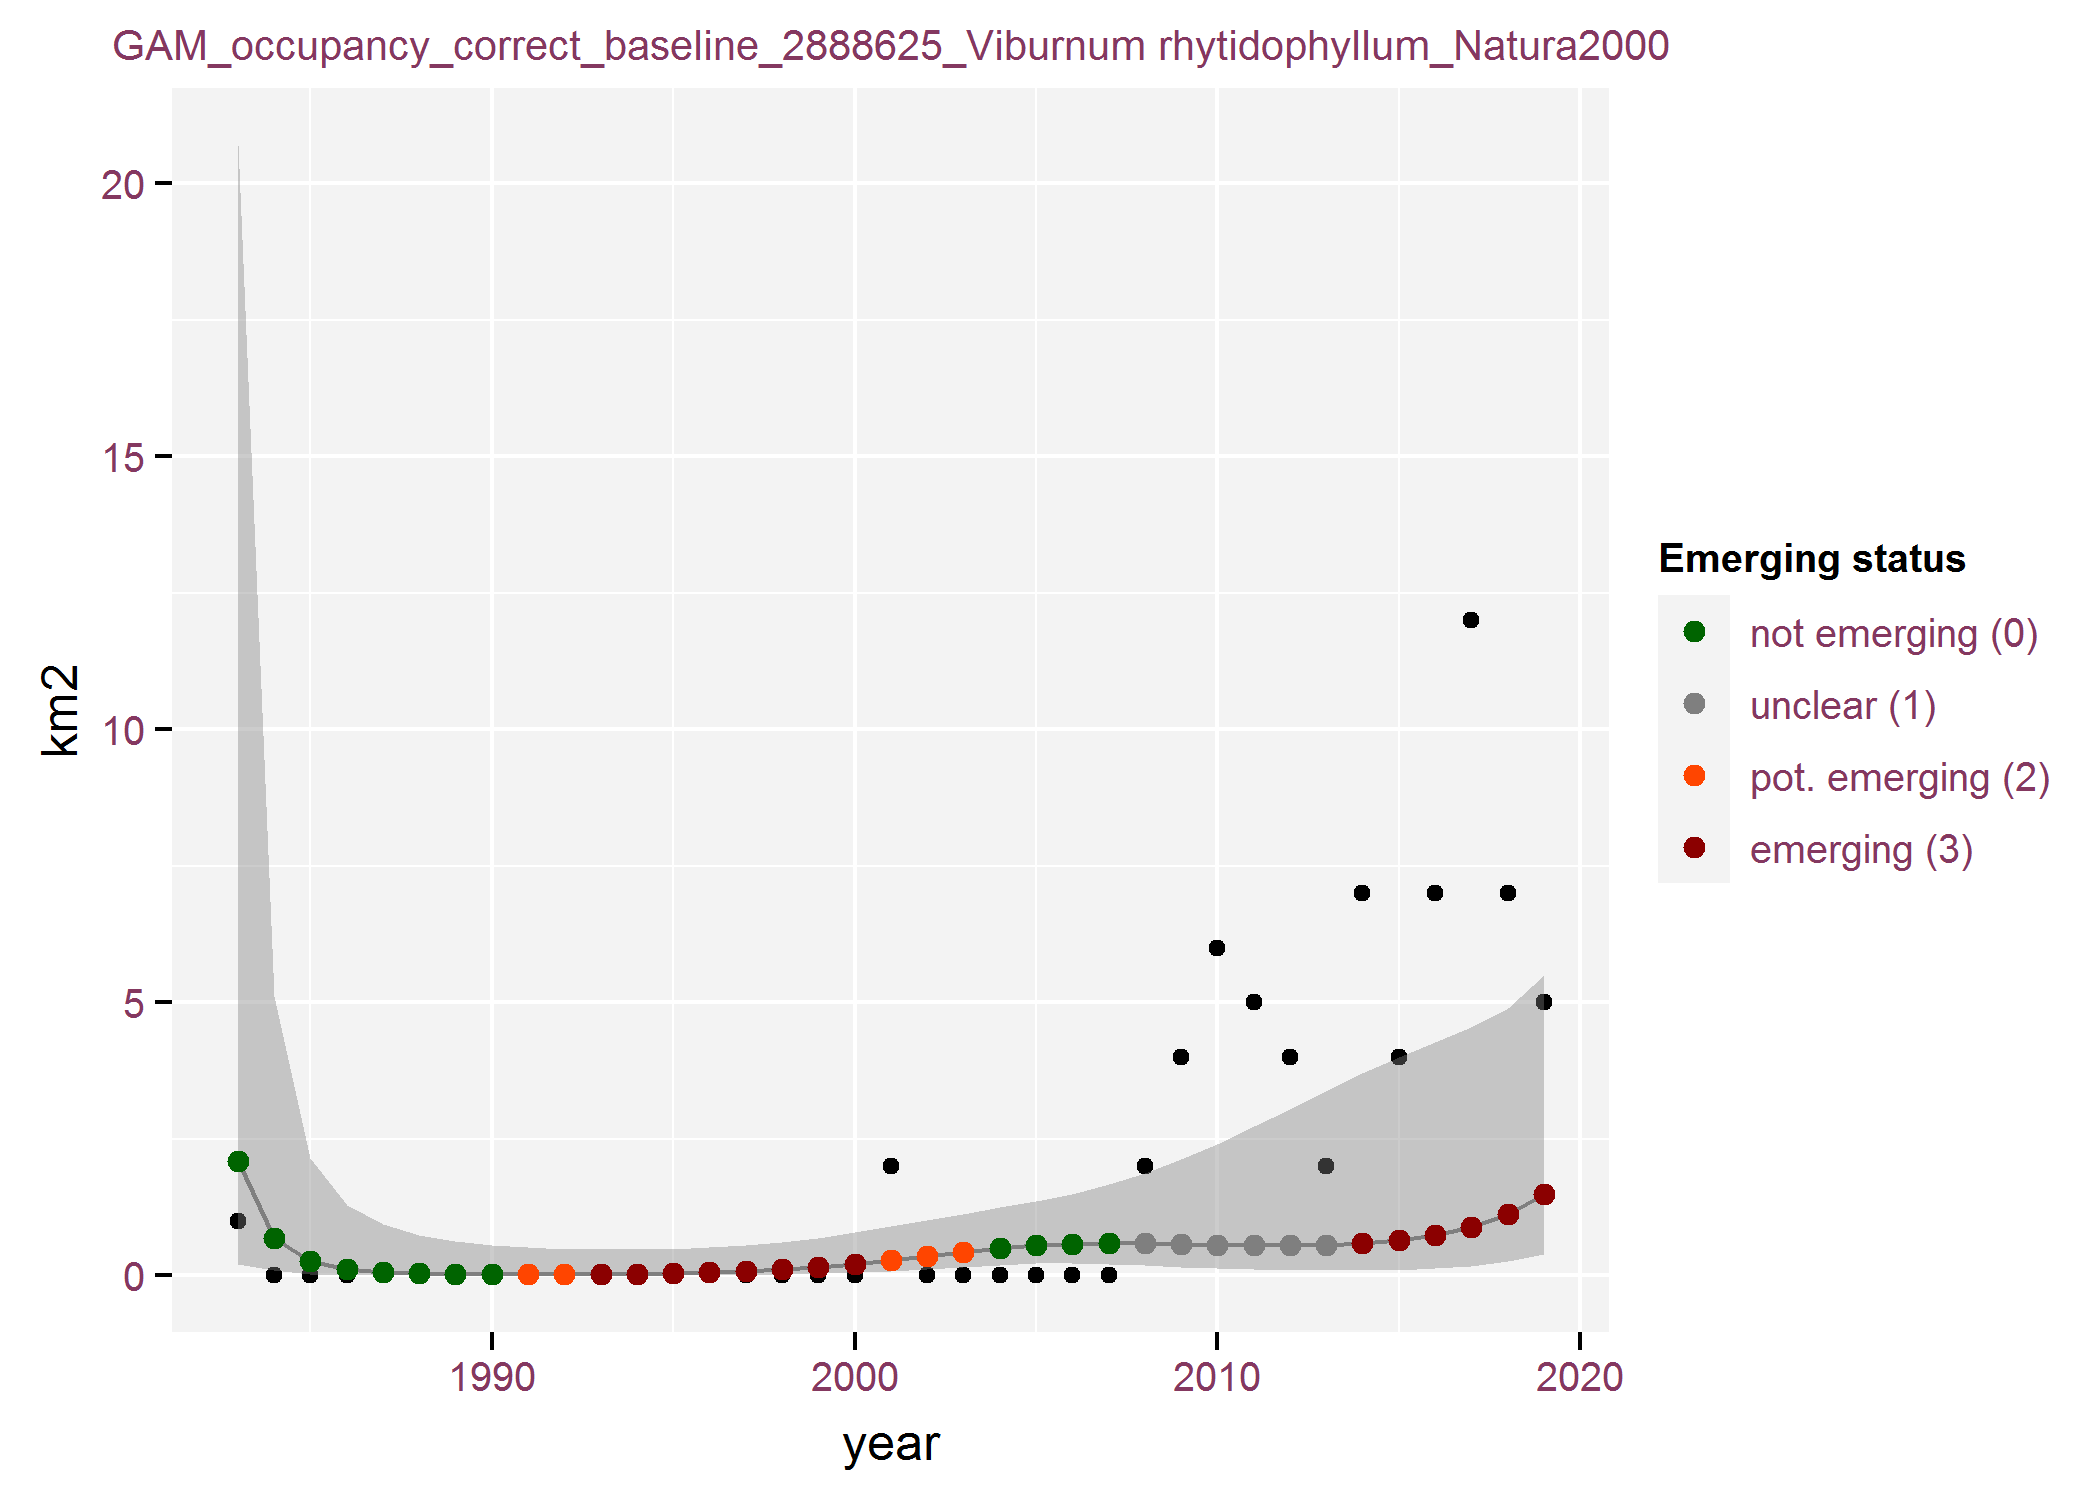 GAM_occupancy_correct_baseline_2888625_Viburnum rhytidophyllum_Natura2000
20
15
10
5
0
km2
1990
2000
2010
2020
year
Emerging status
not emerging (0)
unclear (1)
pot. emerging (2)
emerging (3)